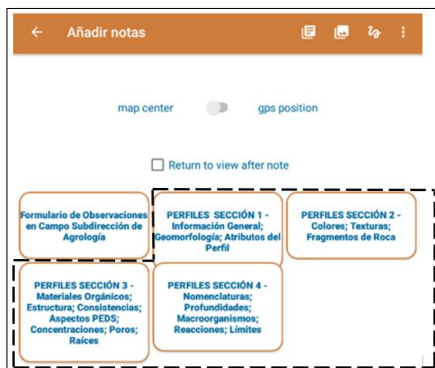 Añadir notas
map center
gps position
Return to view after note
Formulario de Observaciones
en Campo Subdirección de
Agrología
PERFILES SECCIÓN 1 -
Información General;
Geomorfología; Atributos del
Perfil
PERFILES SECCIÓN 2 -
Colores; Texturas;
Fragmentos de Roca
PERFILES SECCIÓN 3 -
Materiales Orgánicos;
Estructura; Consistencias;
Aspectos PEDS;
Concentraciones; Poros;
Raíces
PERFILES SECCIÓN 4 -
Nomenclaturas;
Profundidades;
Macroorganismos;
Reacciones; Límites